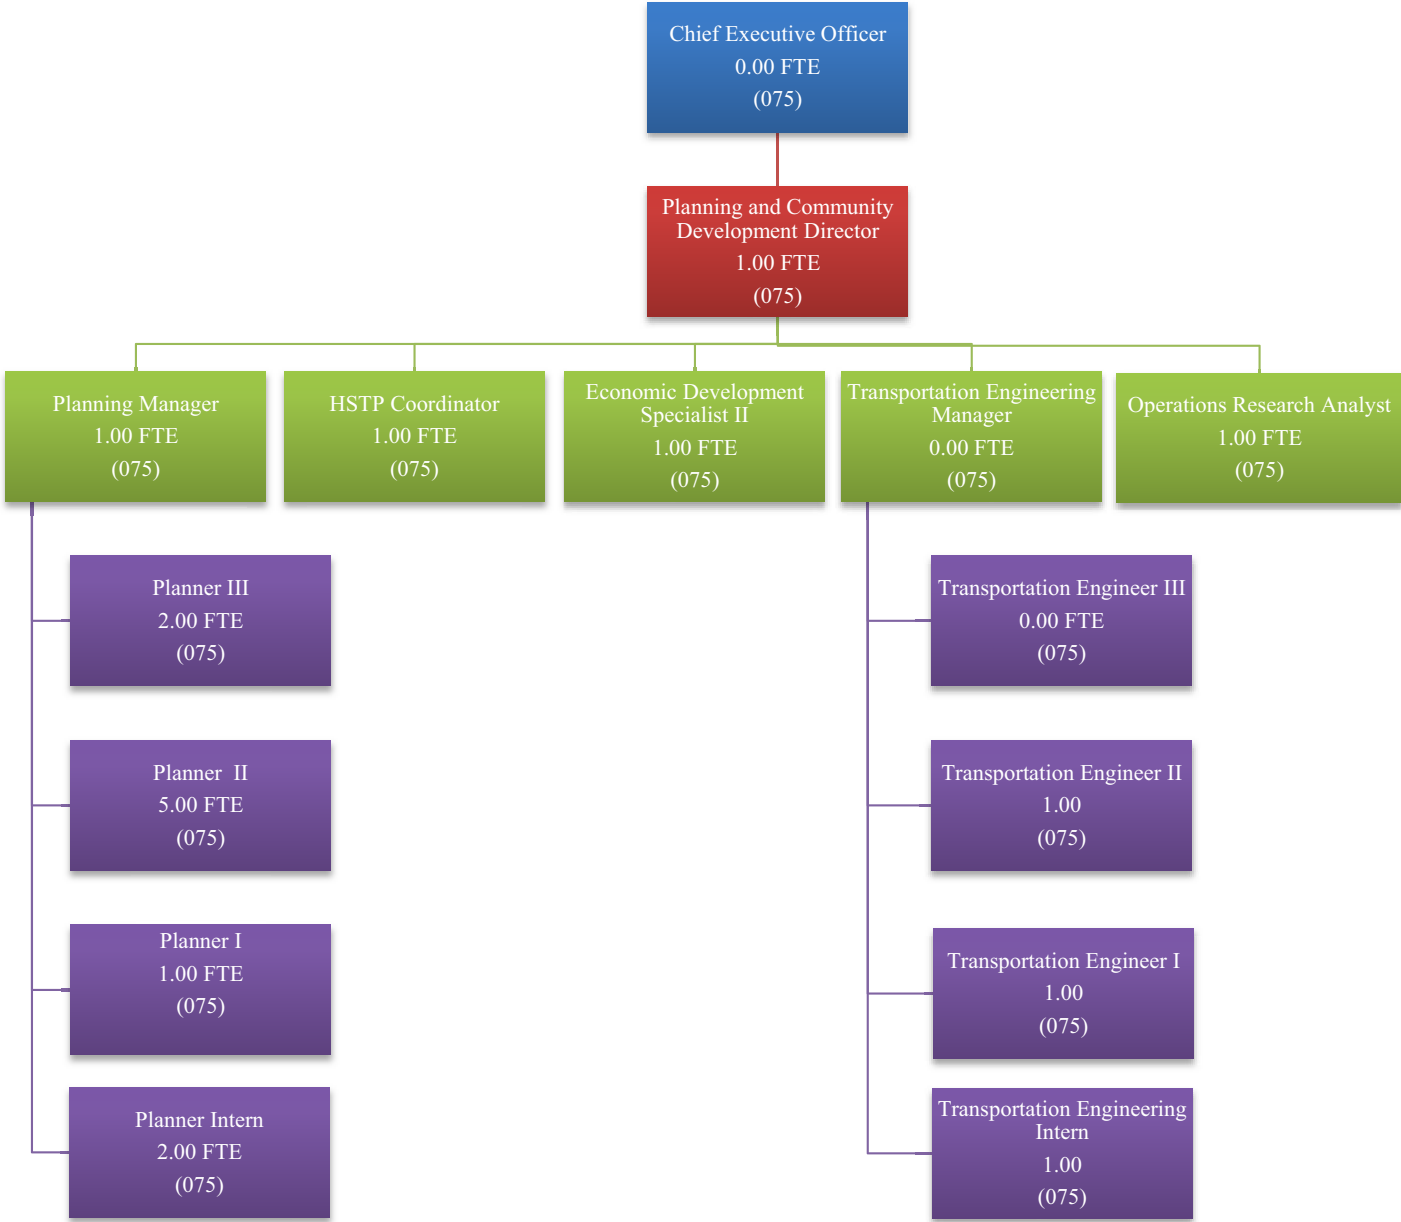 Chief Executive Officer
0.00 FTE
(075)
Planning and Community
Development Director
1.00 FTE
(075)
Planning Manager
1.00 FTE
(075)
HSTP Coordinator
1.00 FTE
(075)
Economic Development
Specialist II
1.00 FTE
(075)
Transportation Engineering
Manager
0.00 FTE
(075)
Operations Research Analyst
1.00 FTE
(075)
Planner III
2.00 FTE
(075)
Planner  II
5.00 FTE
(075)
Planner I
1.00 FTE
(075)
Planner Intern
2.00 FTE
(075)
Transportation Engineer III
0.00 FTE
(075)
Transportation Engineer II
1.00
(075)
Transportation Engineer I
1.00
(075)
Transportation Engineering
Intern
1.00
(075)